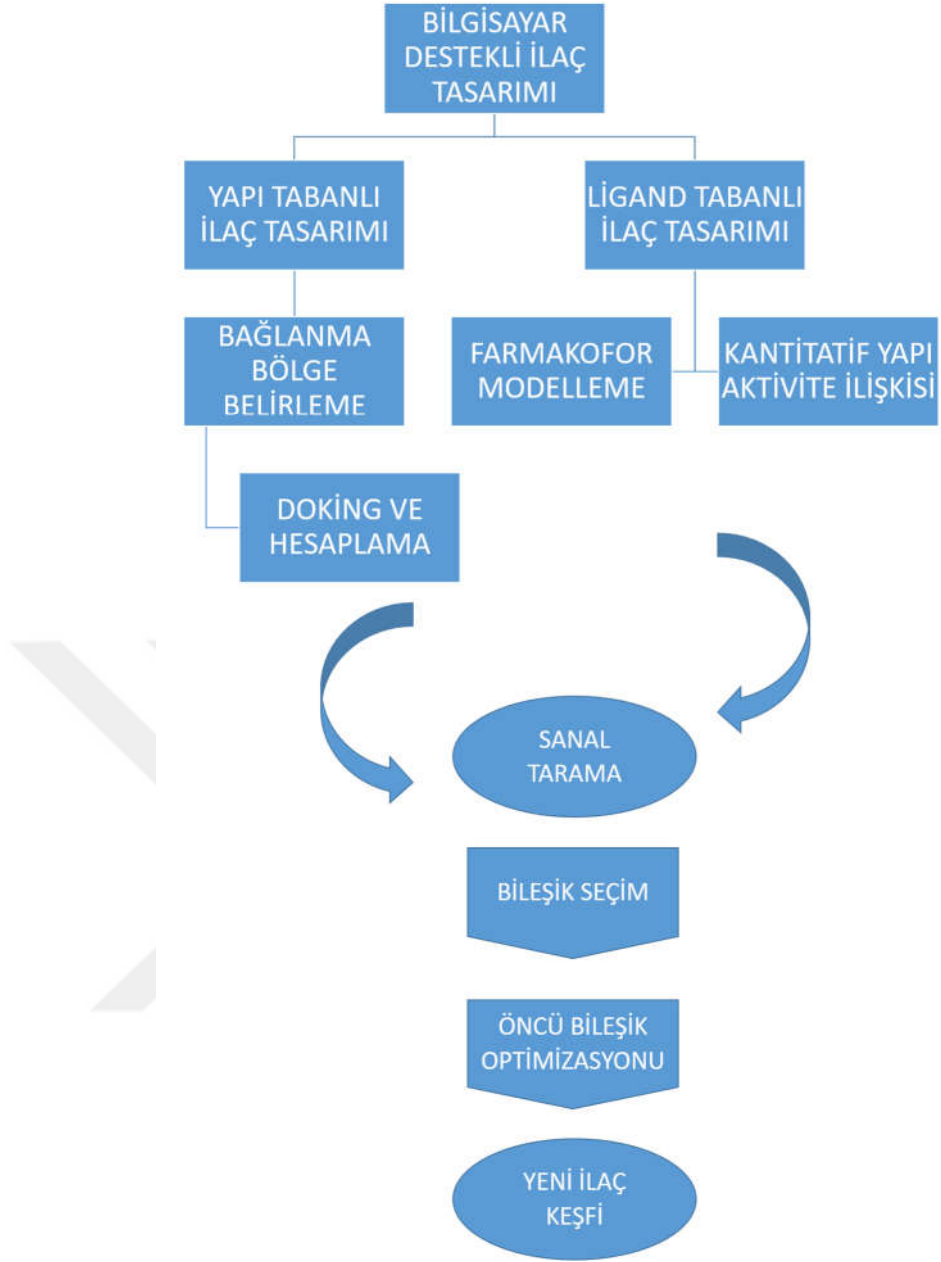 BİLGİSAYAR
DESTEKLİ İLAÇ
TASARIMI
YAPI TABANLI
İLAÇ TASARIMI
LİGAND TABANLI
İLAÇ TASARIMI
BAĞLANMA
BÖLGE
BELİRLEME
FARMAKOFOR
MODELLEME
KANTİTATİF YAPI
AKTİVİTE İLİŞKİSİ
DOKİNG VE
HESAPLAMA
SANAL
TARAMA
BİLEŞİK SEÇİM
ÖNCÜ BİLEŞİK
OPTİMİZASYONU
YENİ İLAÇ
KEŞFİ